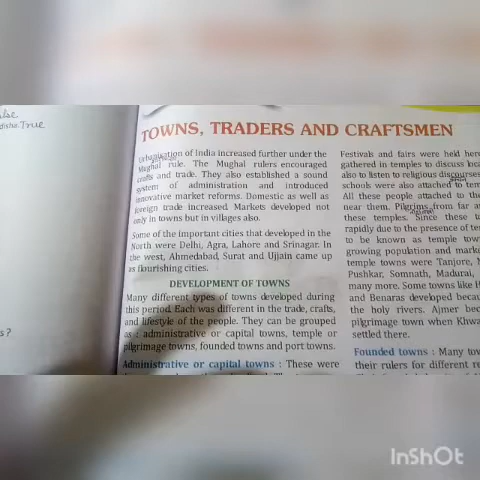 TOWNS, TRADERS AND CRAFTSMEN
Urbanisation of India increased further under the
Mughal rule. The Mughal rulers encouraged
crafts and trade. They also established a sound
system of administration and introduced
innovative market reforms. Domestic as well as
foreign trade increased. Markets developed not
only in towns but in villages also.
Some of the important cities that developed in the
North were Delhi, Agra, Lahore and Srinagar. In
the west, Ahmedabad, Surat and Ujjain came up
as flourishing cities.
DEVELOPMENT OF TOWNS
Many different types of towns developed during
this period. Each was different in the trade, crafts,
and lifestyle of the people. They can be grouped
as : administrative or capital towns, temple or
pilgrimage towns, founded towns and port towns.
Administrative or capital towns : These were
Festivals and fairs were held here
gathered in temples to discuss loca
also to listen to religious discourses
schools were also attached to tem
All these people attached to the
near them. Pilgrims from far a
these temples. Since these t
rapidly due to the presence of te
to be known as temple tow
growing population and marke
temple towns were Tanjore,
Pushkar, Somnath, Madurai,
many more. Some towns like H
and Benaras developed becau
the holy rivers. Ajmer bec
pilgrimage town when Khwa
settled there.
Founded towns : Many tow
their rulers for different re
True
s?
InShOt